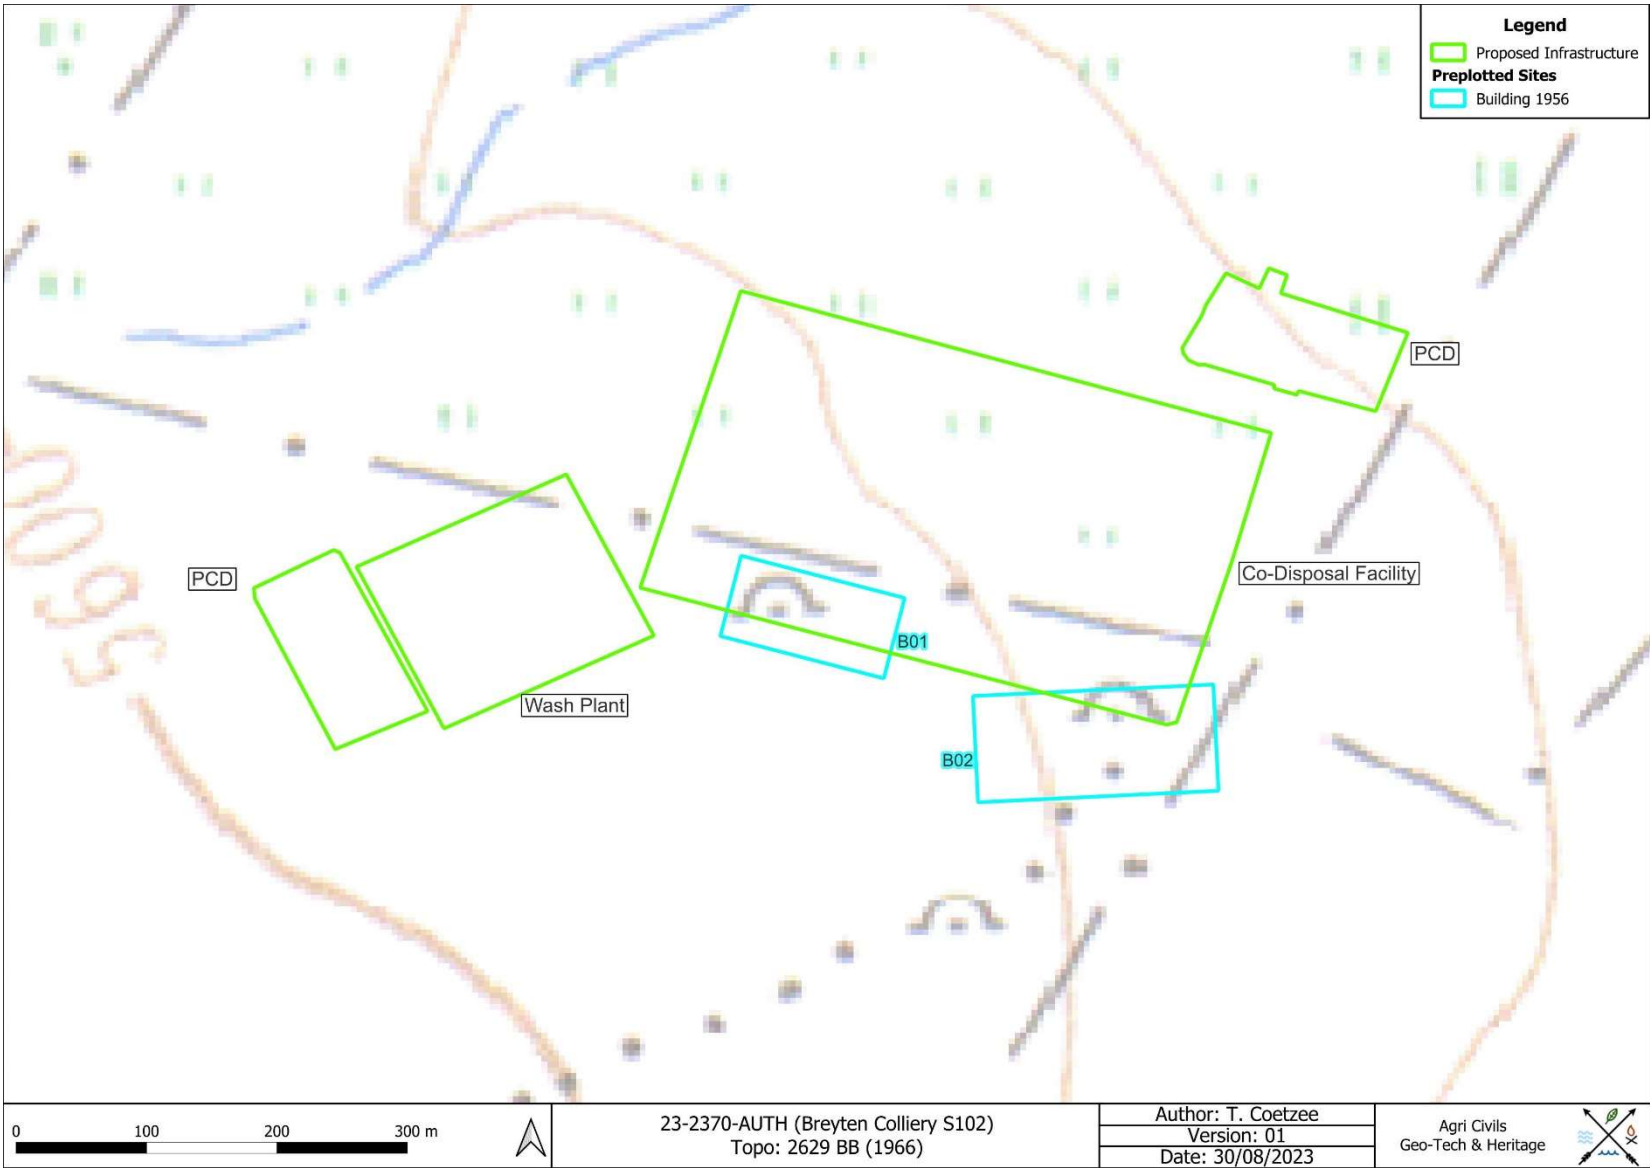 Legend
Proposed Infrastructure
Preplotted Sites
Building 1956
PCD
Co-Disposal Facility
PCD
Wash Plant
B01
B02
5600
0 100 200 300 m
23-2370-AUTH (Breyten Colliery S102)
Topo: 2629 BB (1966)
Author: T. Coetzee
Version: 01
Date: 30/08/2023
Agri Civils
Geo-Tech & Heritage